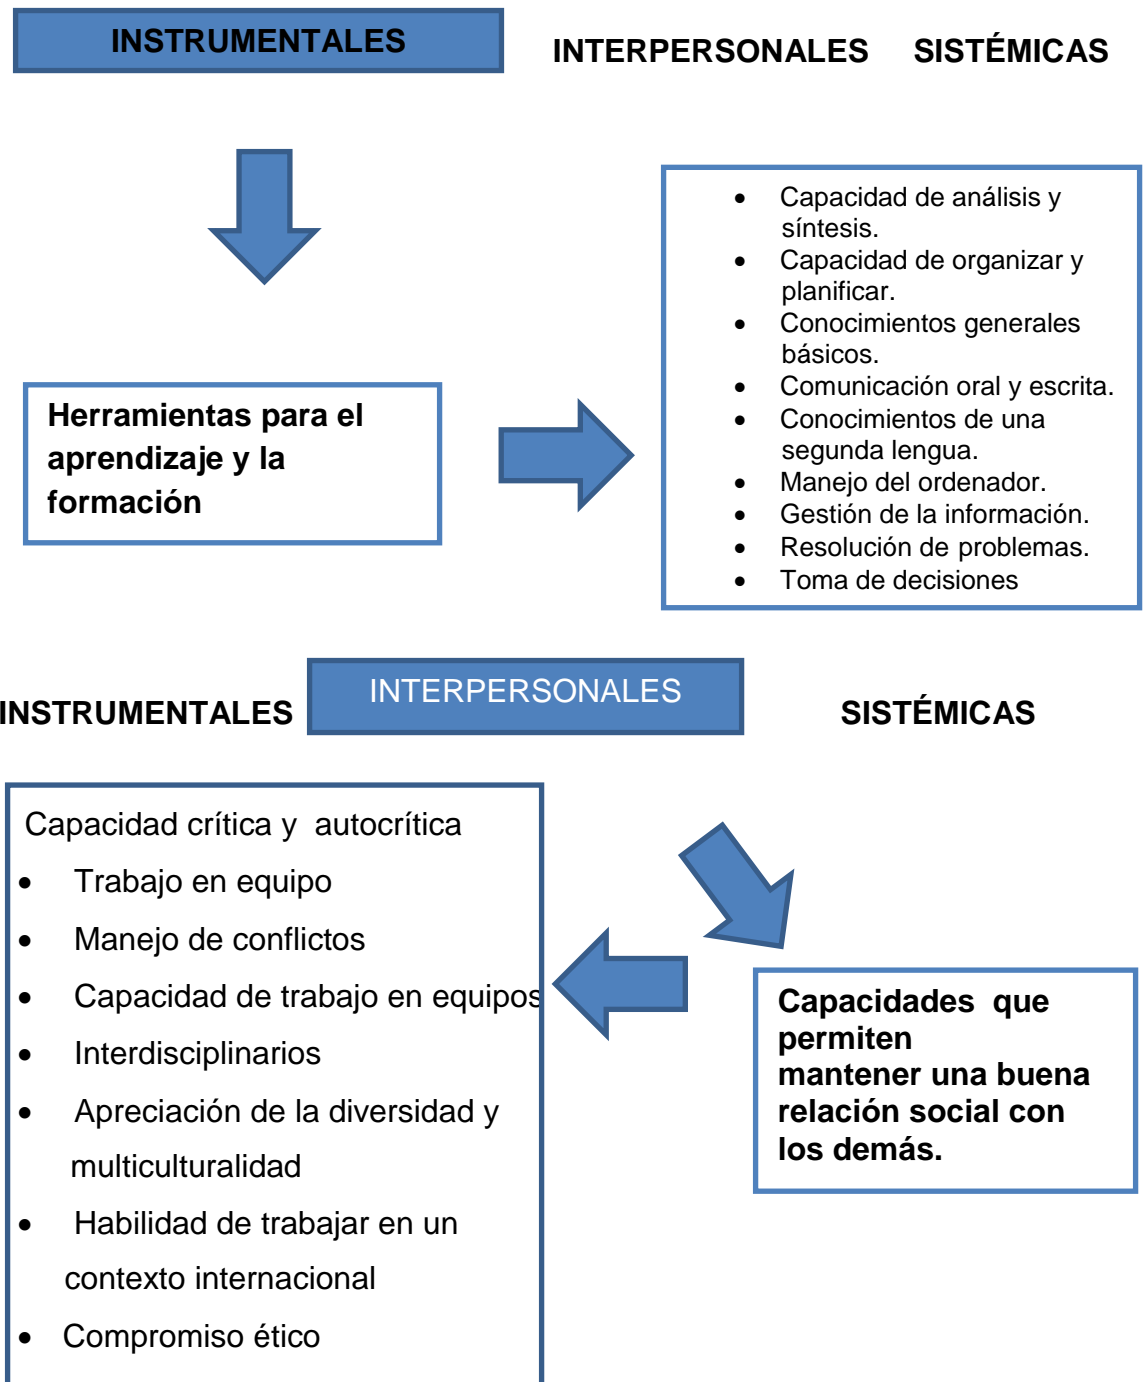 INSTRUMENTALES
INTERPERSONALES SISTÉMICAS
Herramientas para el
aprendizaje y la
formación
• Capacidad de análisis y
síntesis.
• Capacidad de organizar y
planificar.
• Conocimientos generales
básicos.
• Comunicación oral y escrita.
• Conocimientos de una
segunda lengua.
• Manejo del ordenador.
• Gestión de la información.
• Resolución de problemas.
• Toma de decisiones
INSTRUMENTALES
INTERPERSONALES
SISTÉMICAS
Capacidad crítica y autocrítica
• Trabajo en equipo
• Manejo de conflictos
• Capacidad de trabajo en equipos
• Interdisciplinarios
• Apreciación de la diversidad y
multiculturalidad
• Habilidad de trabajar en un
contexto internacional
• Compromiso ético
Capacidades que
permiten
mantener una buena
relación social con
los demás.